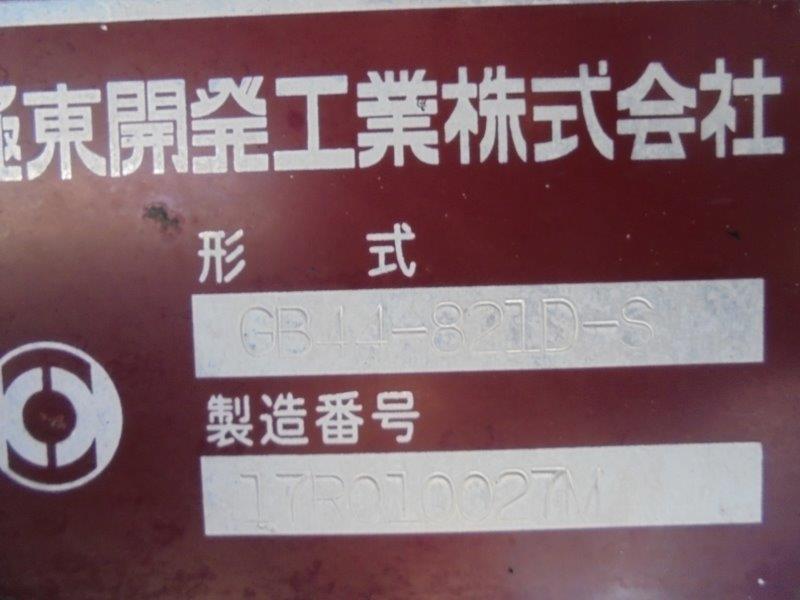 極東開発工業株式会社
形 式
GB44-821D-S
製造番号
17R010027M